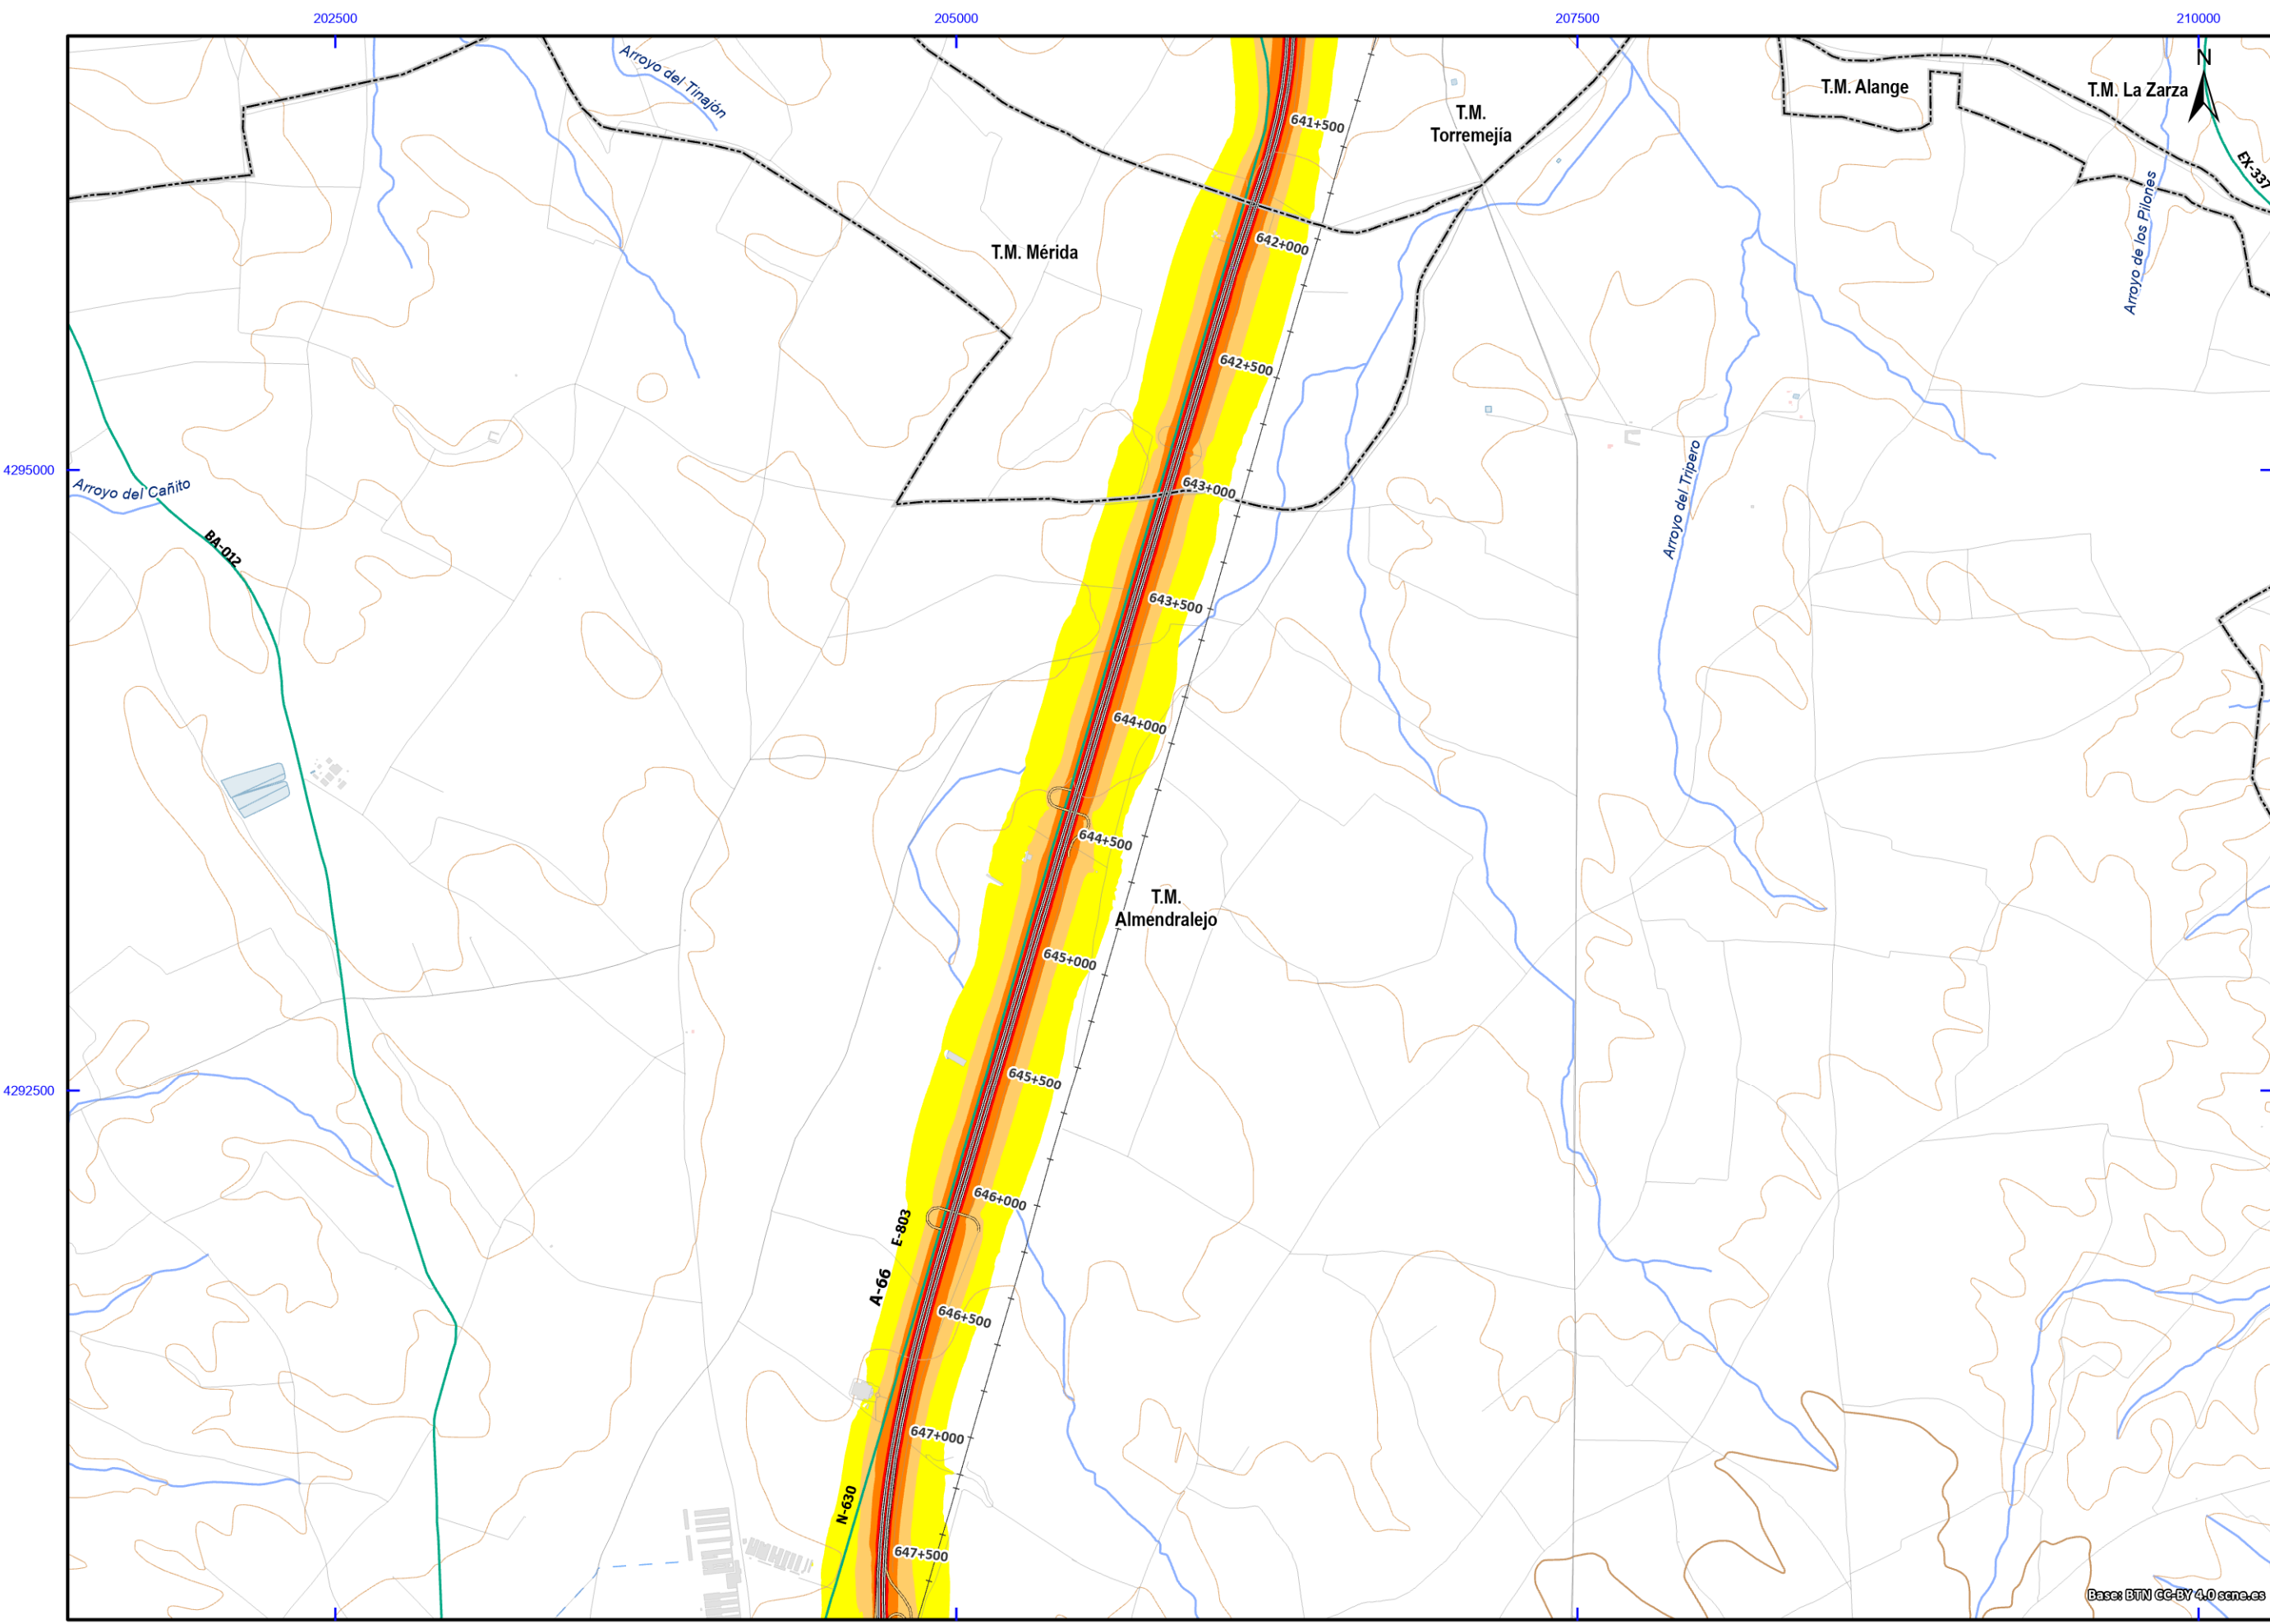 202500
205000
207500
210000
N
Arroyo del Tinajón
T.M. Alange
T.M. La Zarza
T.M.
Torremejía
641+500
EX-337
Arroyo de los Pilones
T.M. Mérida
642+000
642+500
4295000
Arroyo del Cañito
643+000
Arroyo del Tripero
BA-012
643+500
644+000
644+500
T.M.
Almendralejo
645+000
645+500
4292500
646+000
E-803
A-66
646+500
647+000
N-630
647+500
Base: BTN CC-BY 4.0 scne.es